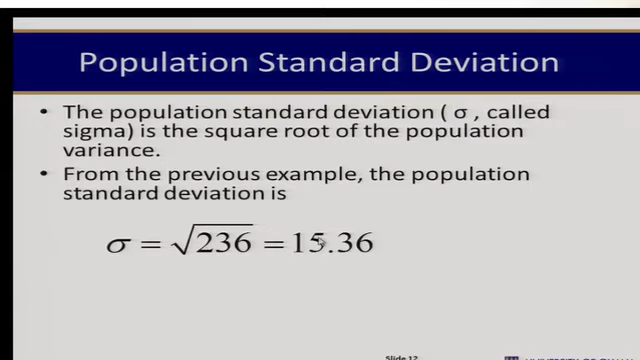 Population Standard Deviation
• The population standard deviation ( σ , called
sigma) is the square root of the population
variance.
• From the previous example, the population
standard deviation is
σ = √236 = 15.36
Slide 12